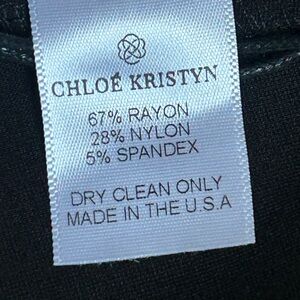 CHLOÉ KRISTYN
67% RAYON
28% NYLON
5% SPANDEX
DRY CLEAN ONLY
MADE IN THE U.S.A